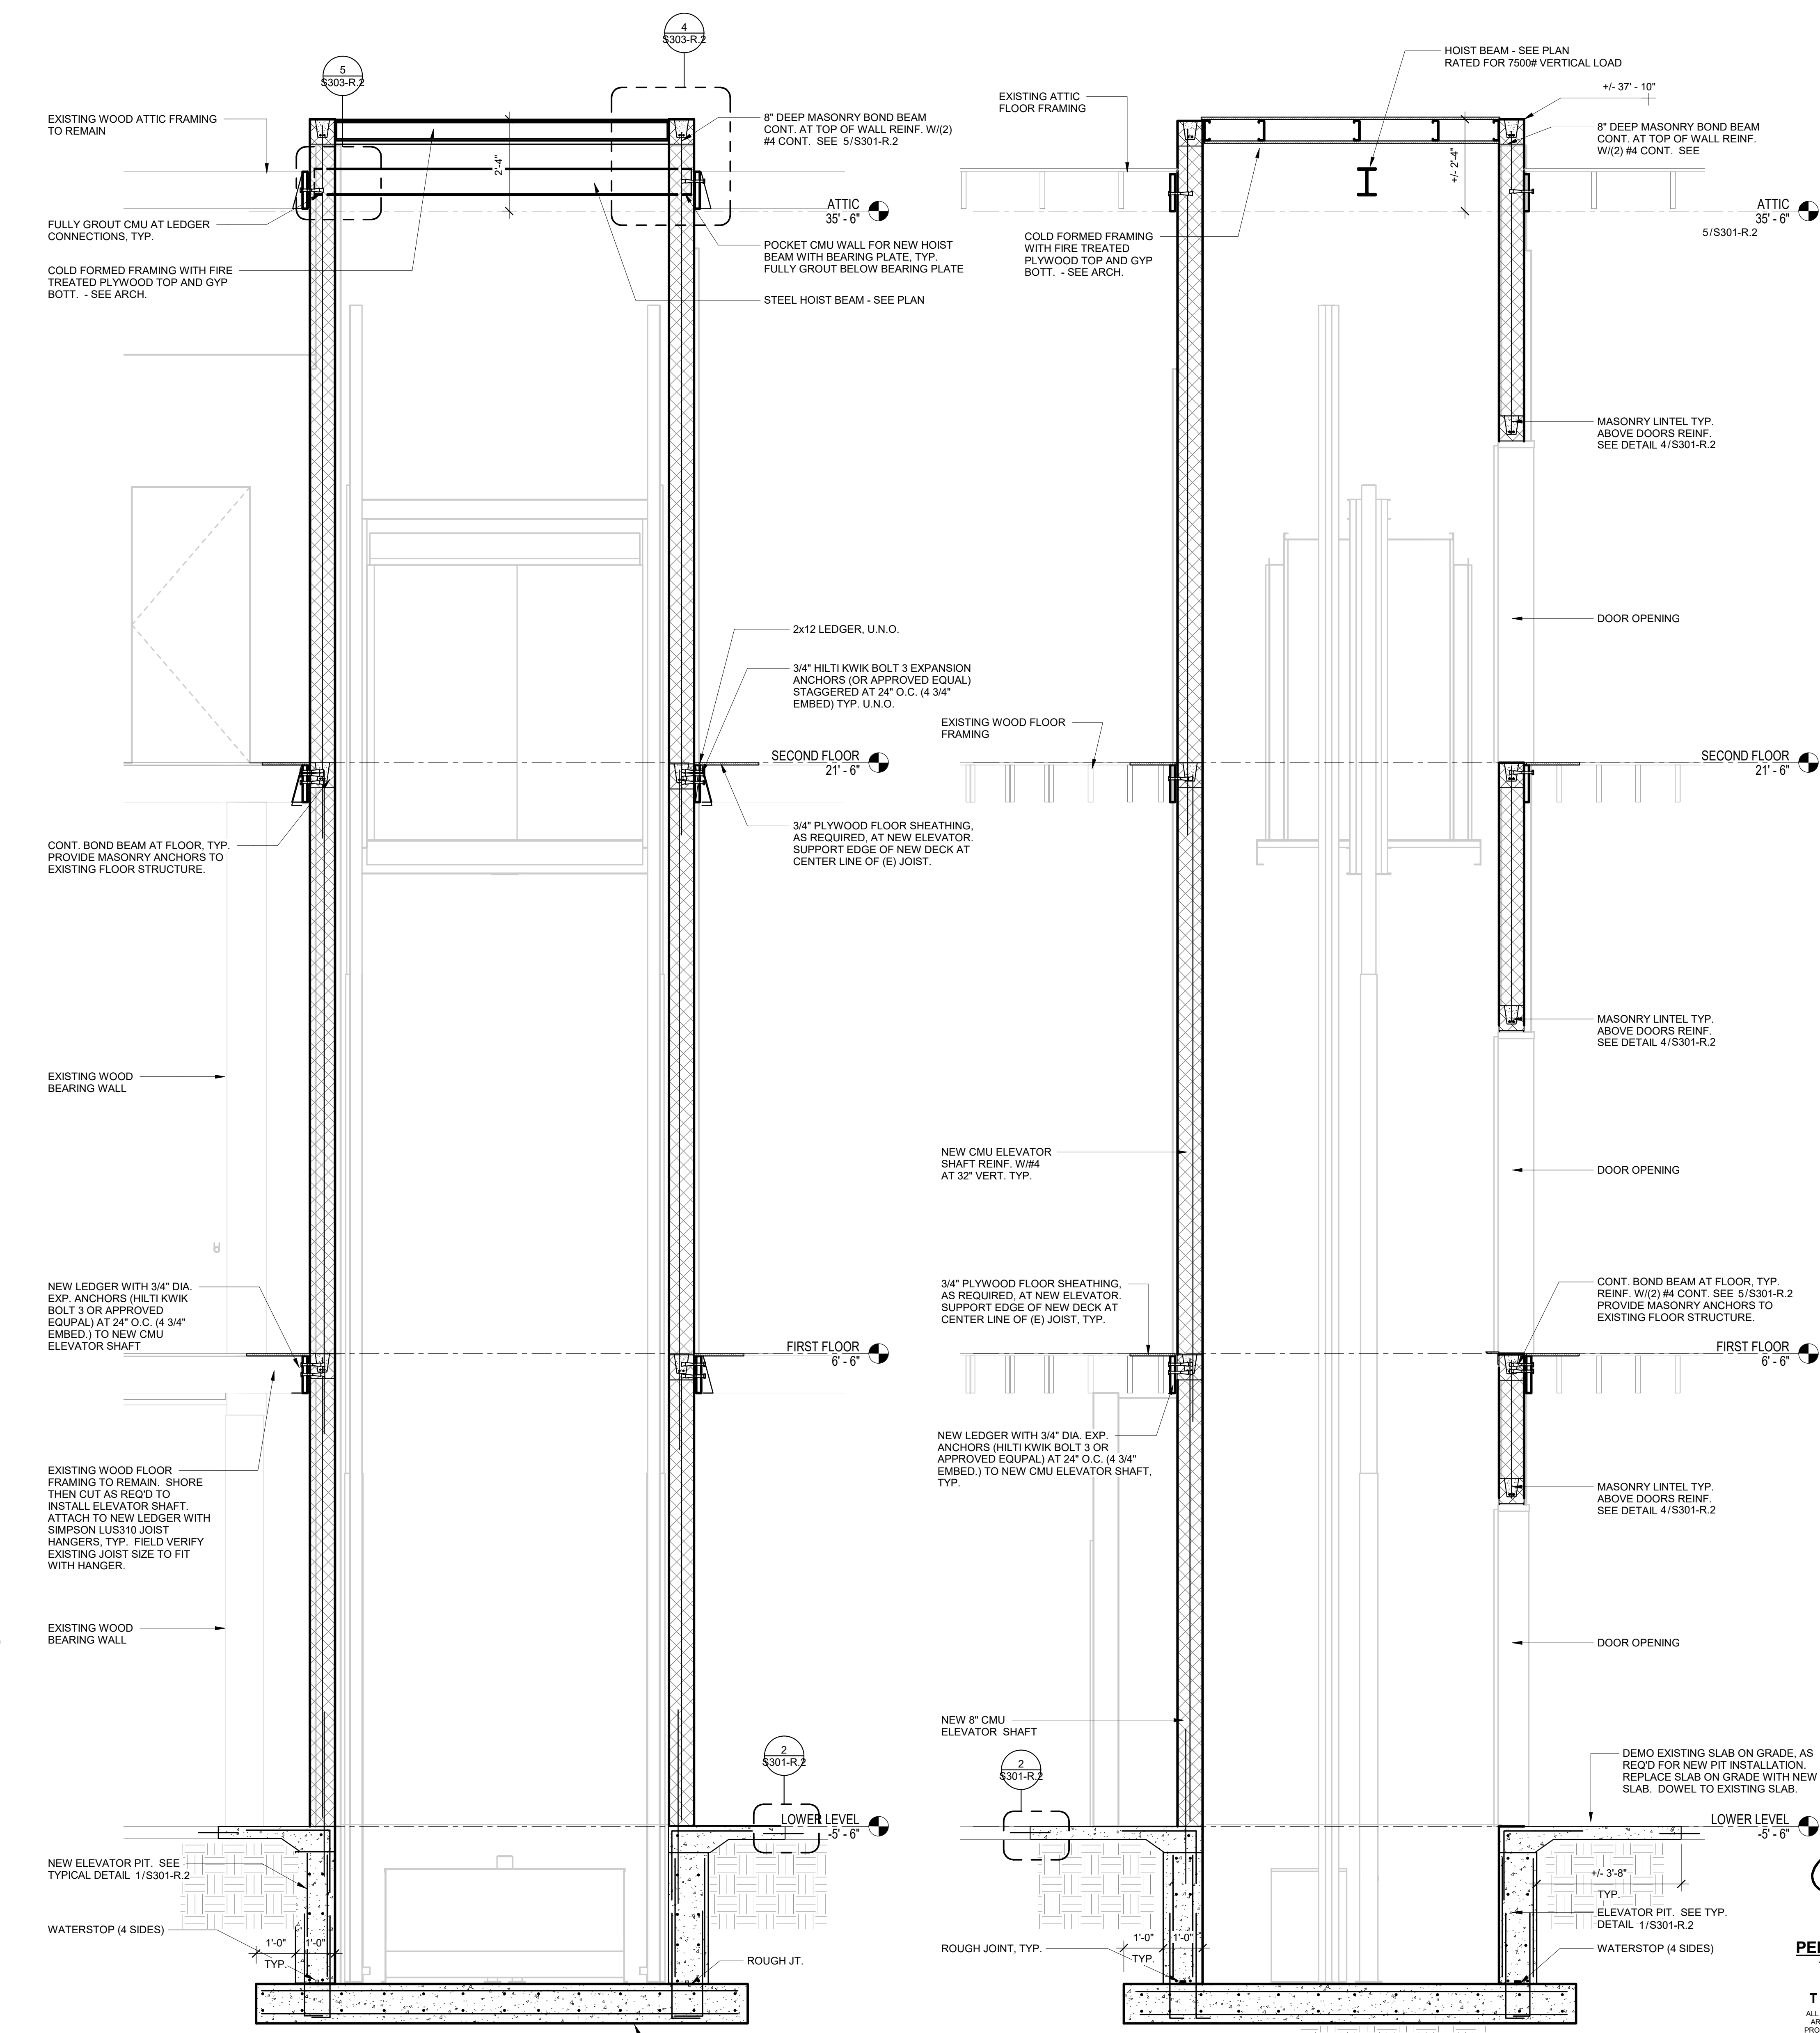 5
S303-R.2
4
S303-R.2
EXISTING WOOD ATTIC FRAMING
TO REMAIN
8" DEEP MASONRY BOND BEAM
CONT. AT TOP OF WALL REINF. W/(2)
#4 CONT. SEE 5/S301-R.2
2'-4"
ATTIC
35' - 6"
FULLY GROUT CMU AT LEDGER
CONNECTIONS, TYP.
POCKET CMU WALL FOR NEW HOIST
BEAM WITH BEARING PLATE, TYP.
FULLY GROUT BELOW BEARING PLATE
COLD FORMED FRAMING WITH FIRE
TREATED PLYWOOD TOP AND GYP
BOTT. - SEE ARCH.
STEEL HOIST BEAM - SEE PLAN
2x12 LEDGER, U.N.O.
3/4" HILTI KWIK BOLT 3 EXPANSION
ANCHORS (OR APPROVED EQUAL)
STAGGERED AT 24" O.C. (4 3/4"
EMBED) TYP. U.N.O.
SECOND FLOOR
21' - 6"
3/4" PLYWOOD FLOOR SHEATHING,
AS REQUIRED, AT NEW ELEVATOR.
SUPPORT EDGE OF NEW DECK AT
CENTER LINE OF (E) JOIST.
CONT. BOND BEAM AT FLOOR, TYP.
PROVIDE MASONRY ANCHORS TO
EXISTING FLOOR STRUCTURE.
EXISTING WOOD
BEARING WALL
NEW LEDGER WITH 3/4" DIA.
EXP. ANCHORS (HILTI KWIK
BOLT 3 OR APPROVED
EQUPAL) AT 24" O.C. (4 3/4"
EMBED.) TO NEW CMU
ELEVATOR SHAFT
FIRST FLOOR
6' - 6"
EXISTING WOOD FLOOR
FRAMING TO REMAIN. SHORE
THEN CUT AS REQ'D TO
INSTALL ELEVATOR SHAFT.
ATTACH TO NEW LEDGER WITH
SIMPSON LUS310 JOIST
HANGERS, TYP. FIELD VERIFY
EXISTING JOIST SIZE TO FIT
WITH HANGER.
EXISTING WOOD
BEARING WALL
2
S301-R.2
LOWER LEVEL
-5' - 6"
NEW ELEVATOR PIT. SEE
TYPICAL DETAIL 1/S301-R.2
WATERSTOP (4 SIDES)
1'-0"
1'-0"
TYP.
ROUGH JT.
HOIST BEAM - SEE PLAN
RATED FOR 7500# VERTICAL LOAD
EXISTING ATTIC
FLOOR FRAMING
+/- 37' - 10"
8" DEEP MASONRY BOND BEAM
CONT. AT TOP OF WALL REINF.
W/(2) #4 CONT. SEE
+/- 2'-4"
ATTIC
35' - 6"
5/S301-R.2
COLD FORMED FRAMING
WITH FIRE TREATED
PLYWOOD TOP AND GYP
BOTT. - SEE ARCH.
MASONRY LINTEL TYP.
ABOVE DOORS REINF.
SEE DETAIL 4/S301-R.2
DOOR OPENING
EXISTING WOOD FLOOR
FRAMING
SECOND FLOOR
21' - 6"
MASONRY LINTEL TYP.
ABOVE DOORS REINF.
SEE DETAIL 4/S301-R.2
NEW CMU ELEVATOR
SHAFT REINF. W/#4
AT 32" VERT. TYP.
DOOR OPENING
3/4" PLYWOOD FLOOR SHEATHING,
AS REQUIRED, AT NEW ELEVATOR.
SUPPORT EDGE OF NEW DECK AT
CENTER LINE OF (E) JOIST, TYP.
CONT. BOND BEAM AT FLOOR, TYP.
REINF. W/(2) #4 CONT. SEE 5/S301-R.2
PROVIDE MASONRY ANCHORS TO
EXISTING FLOOR STRUCTURE.
FIRST FLOOR
6' - 6"
NEW LEDGER WITH 3/4" DIA. EXP.
ANCHORS (HILTI KWIK BOLT 3 OR
APPROVED EQUPAL) AT 24" O.C. (4 3/4"
EMBED.) TO NEW CMU ELEVATOR SHAFT,
TYP.
MASONRY LINTEL TYP.
ABOVE DOORS REINF.
SEE DETAIL 4/S301-R.2
DOOR OPENING
NEW 8" CMU
ELEVATOR SHAFT
2
S301-R.2
DEMO EXISTING SLAB ON GRADE, AS
REQ'D FOR NEW PIT INSTALLATION.
REPLACE SLAB ON GRADE WITH NEW
SLAB. DOWEL TO EXISTING SLAB.
LOWER LEVEL
-5' - 6"
+/- 3'-8"
TYP.
ELEVATOR PIT. SEE TYP.
DETAIL 1/S301-R.2
ROUGH JOINT, TYP.
1'-0"
1'-0"
TYP.
WATERSTOP (4 SIDES)